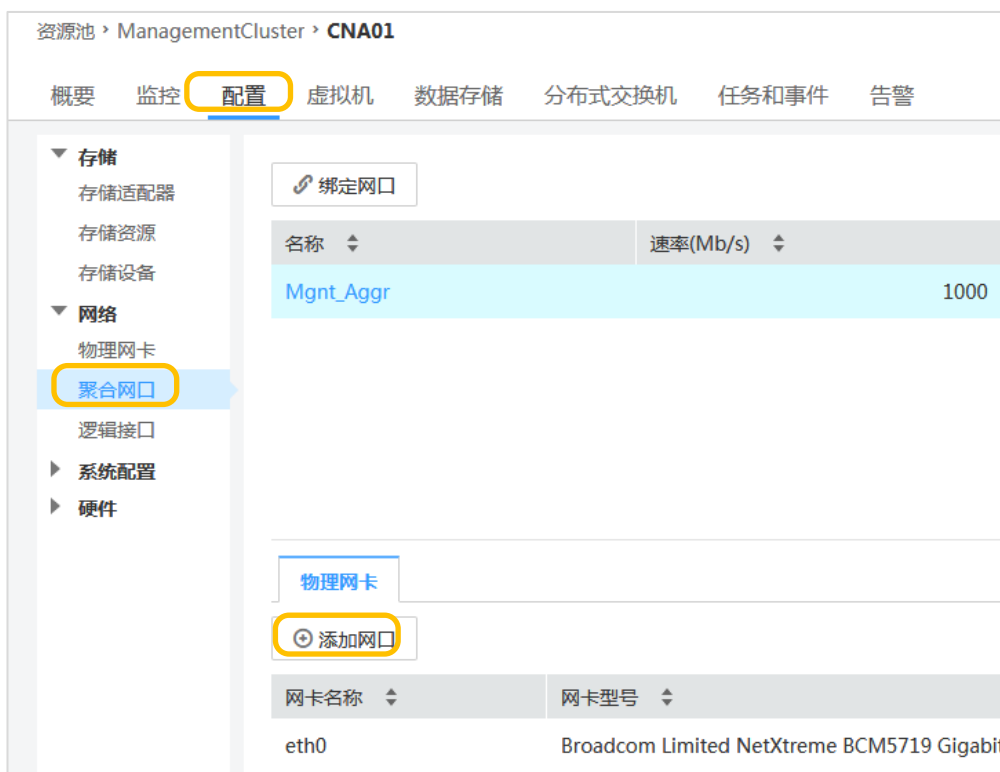 资源池 › ManagementCluster › CNA01
概要 监控 配置 虚拟机 数据存储 分布式交换机 任务和事件 告警
存储
存储适配器
存储资源
存储设备
网络
物理网卡
聚合网口
逻辑接口
系统配置
硬件
绑定网口
名称 速率(Mb/s)
Mgnt_Aggr 1000
物理网卡
添加网口
网卡名称 网卡型号
eth0 Broadcom Limited NetXtreme BCM5719 Gigabit